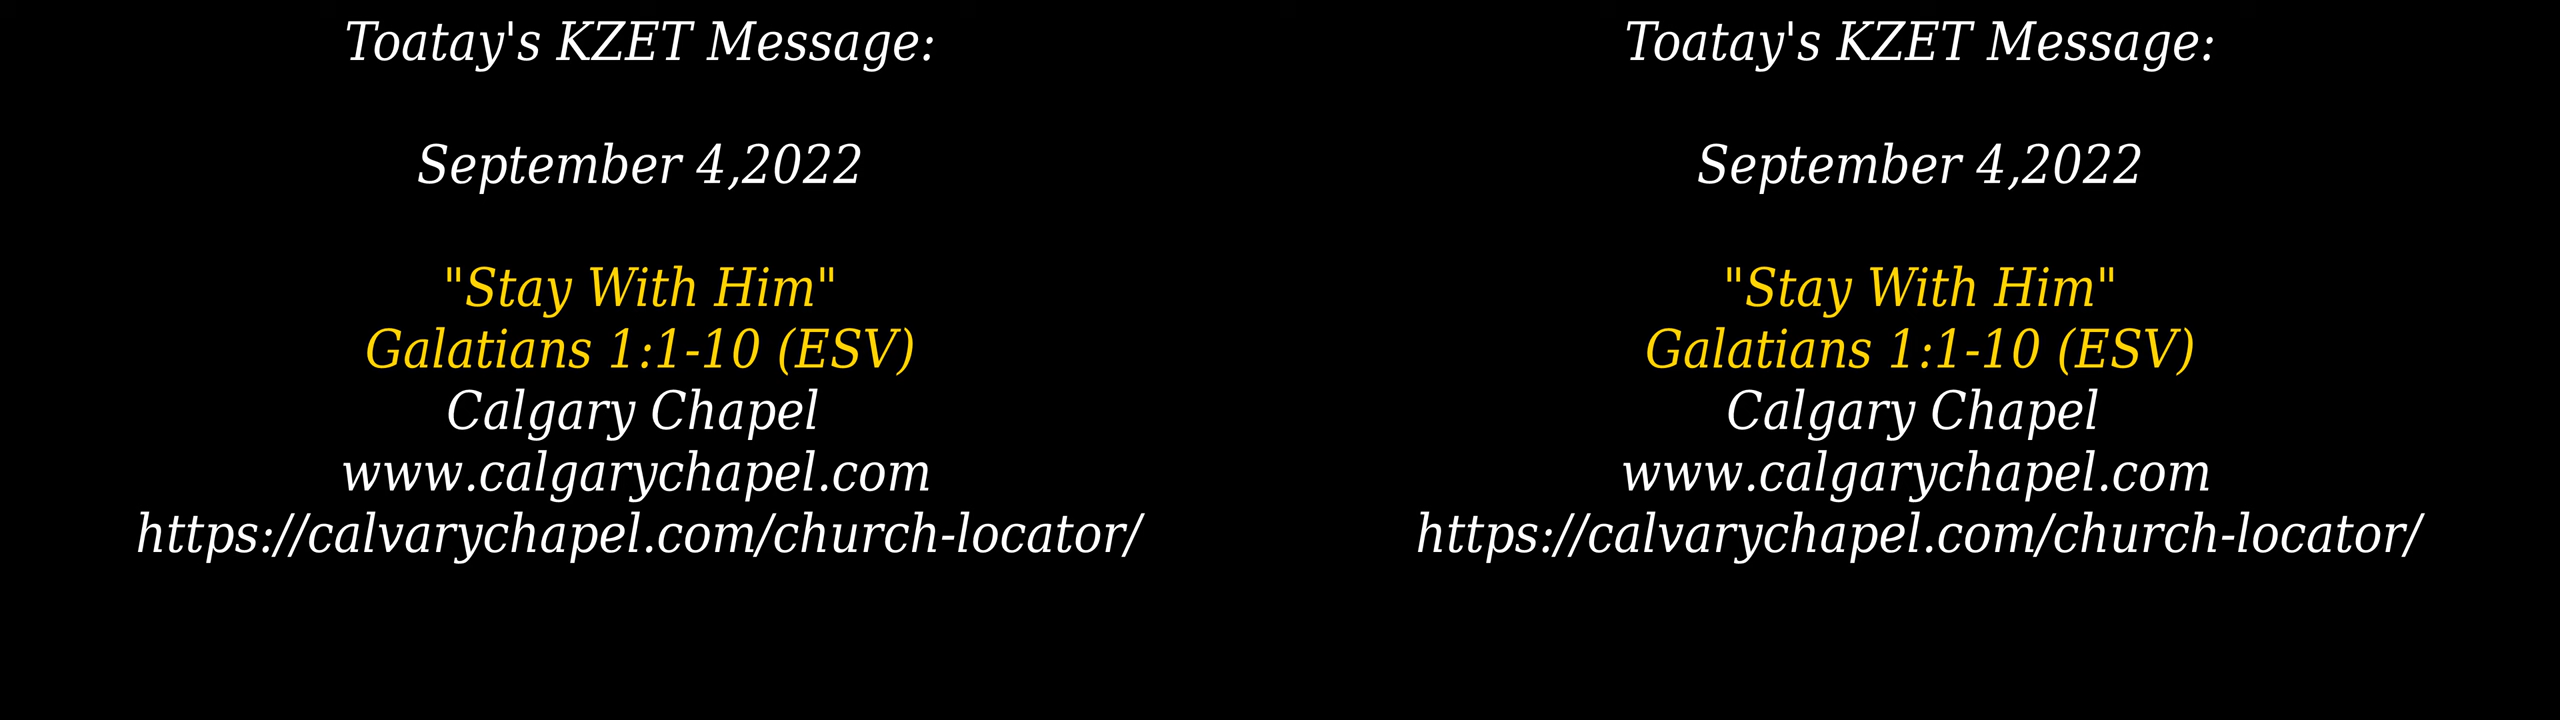 Toatay's KZET Message:
September 4,2022
"Stay With Him"
Galatians 1:1-10 (ESV)
Calgary Chapel
www.calgarychapel.com
https://calvarychapel.com/church-locator/
Toatay's KZET Message:
September 4,2022
"Stay With Him"
Galatians 1:1-10 (ESV)
Calgary Chapel
www.calgarychapel.com
https://calvarychapel.com/church-locator/